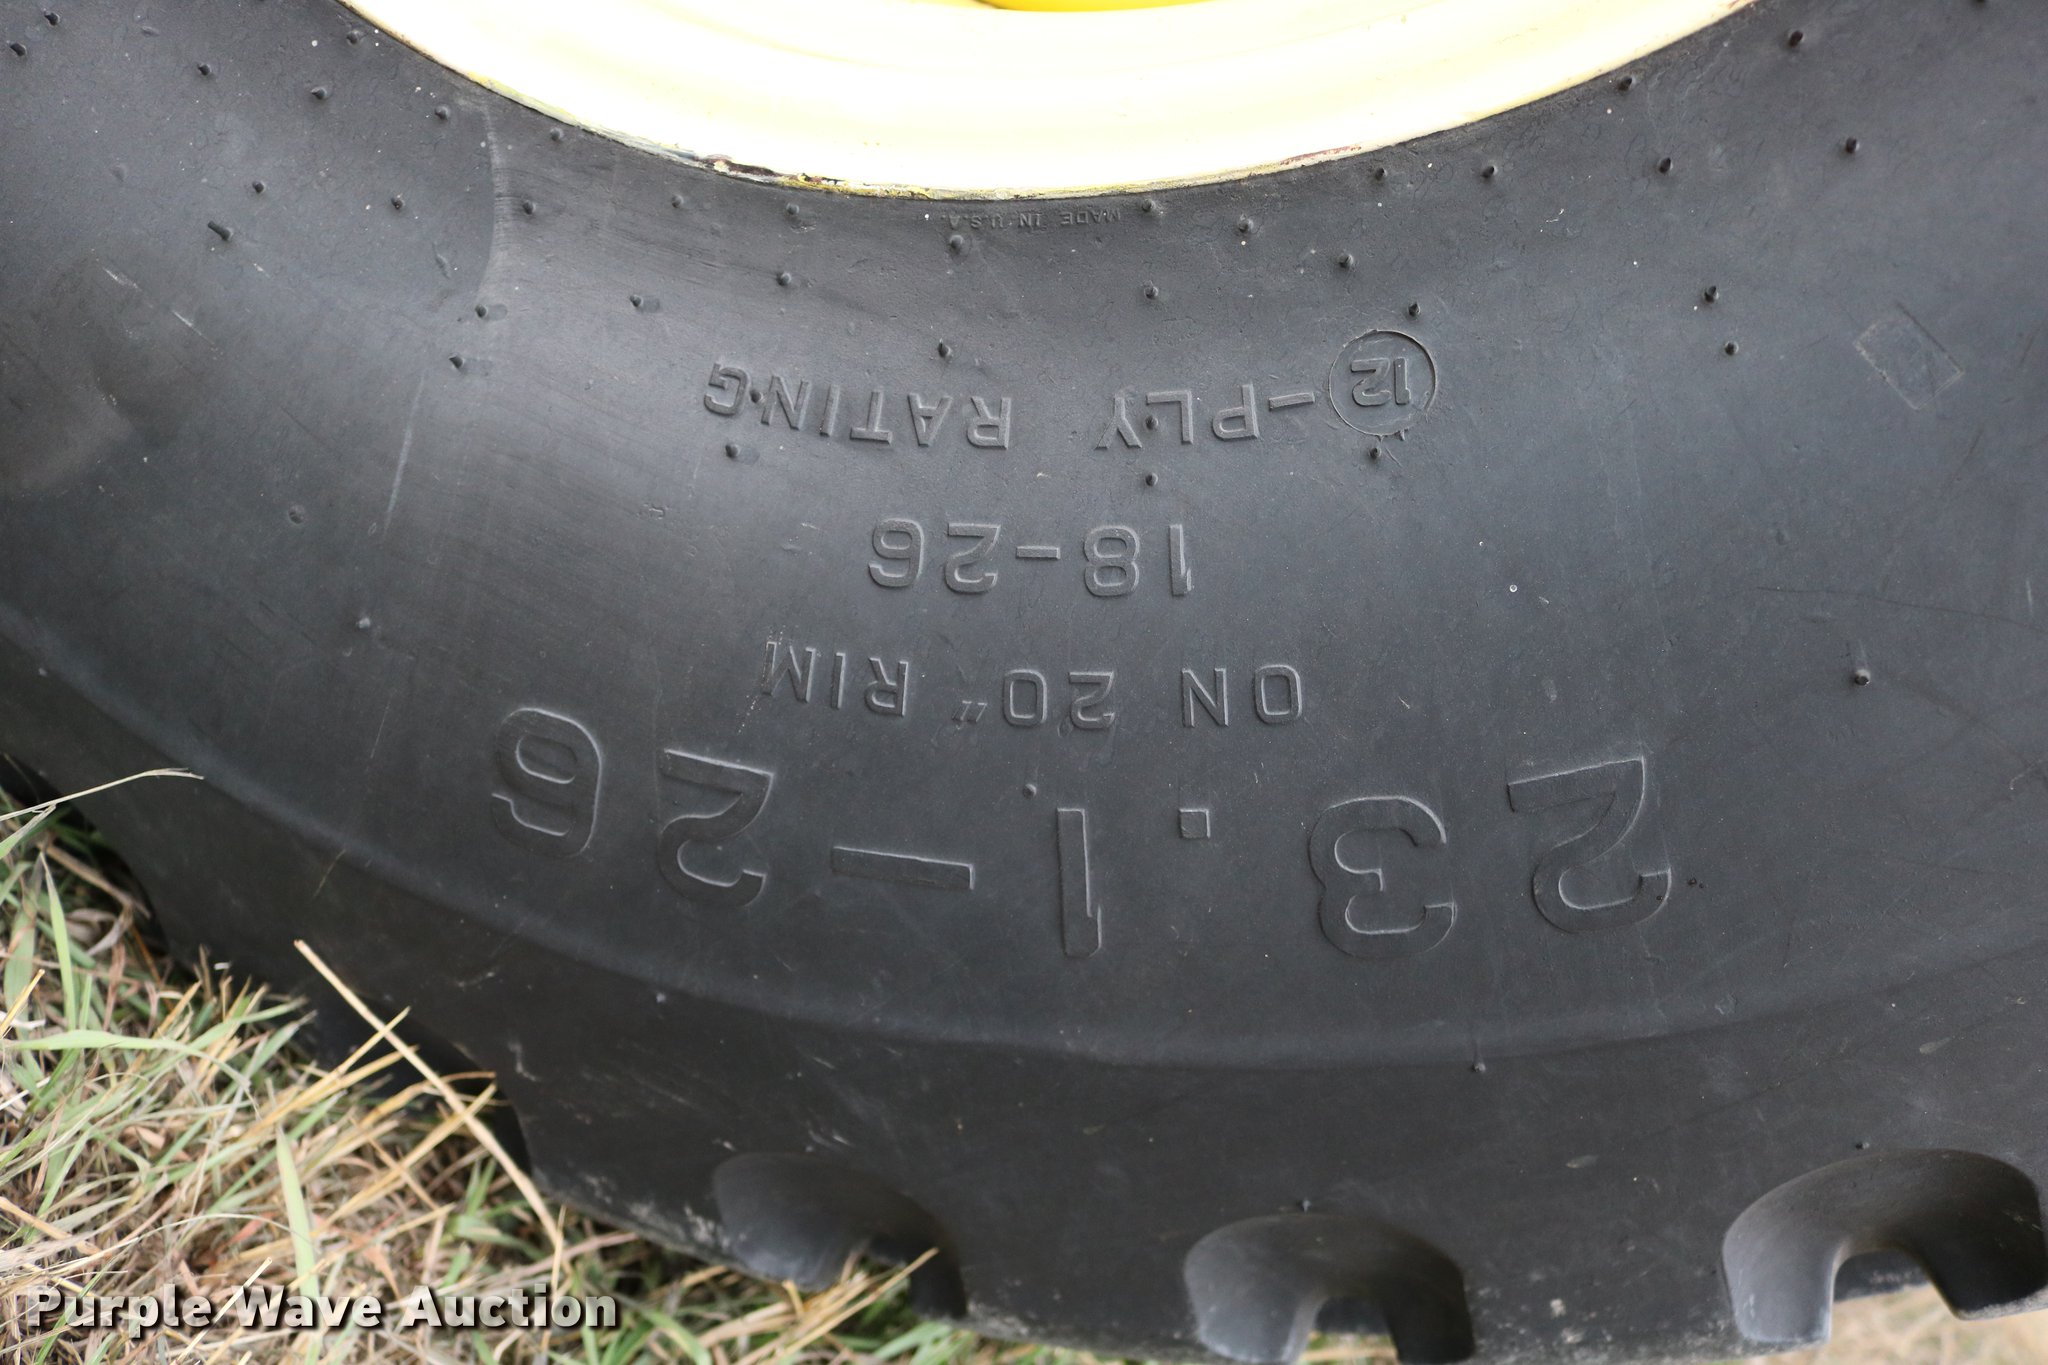 23.1-26
ON 20" RIM
18-26
12-PLY RATING
MADE IN U.S.A.
Purple Wave Auction